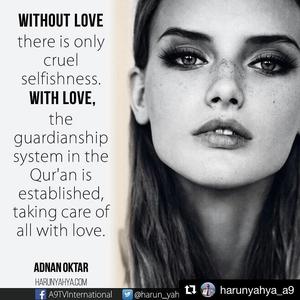 WITHOUT LOVE
there is only
cruel
selfishness.
WITH LOVE,
the
guardianship
system in the
Qur'an is
established,
taking care of
all with love.
ADNAN OKTAR
HARUNYAHYA.COM
A9TVInternational @harun_yah harunyahya_a9